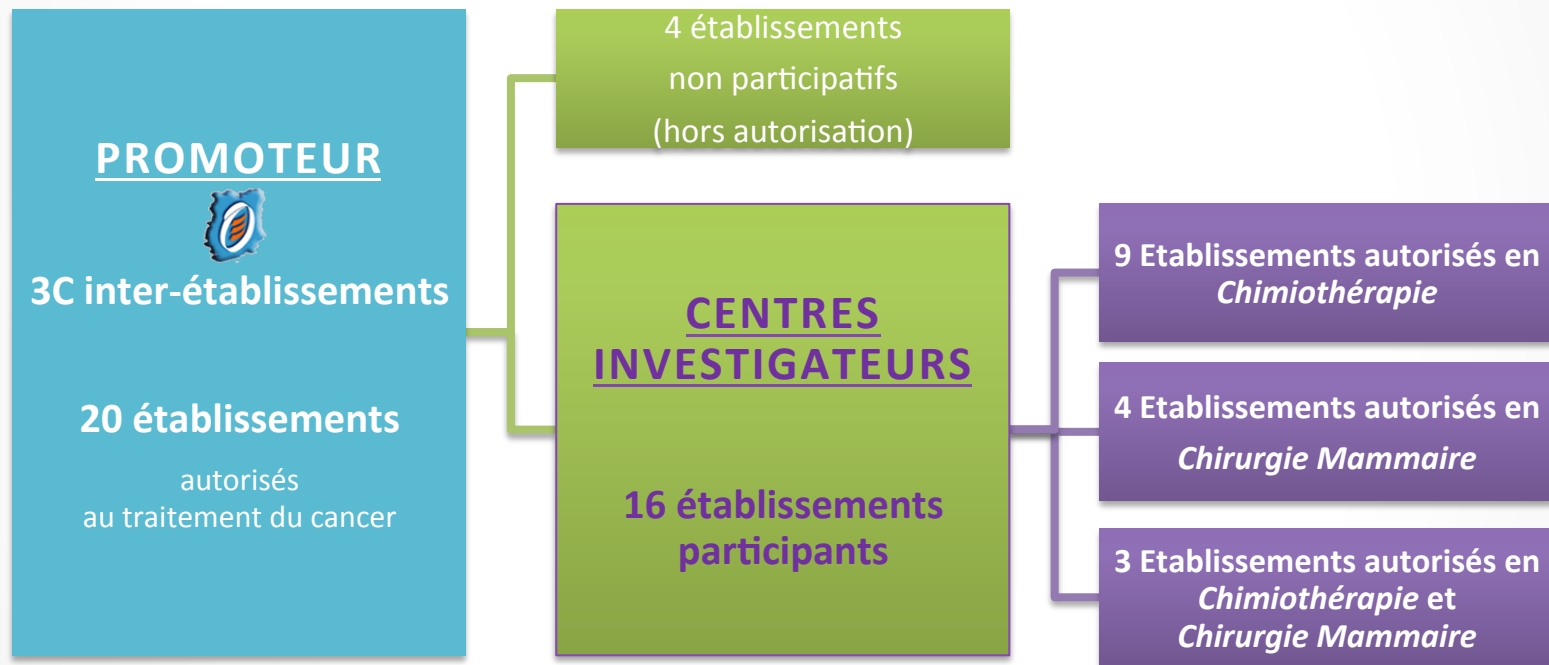 PROMOTEUR
3C inter-établissements
20 établissements
autorisés
au traitement du cancer
4 établissements
non participatifs
(hors autorisation)
CENTRES
INVESTIGATEURS
16 établissements
participants
9 Etablissements autorisés en
Chimiothérapie
4 Etablissements autorisés en
Chirurgie Mammaire
3 Etablissements autorisés en
Chimiothérapie et
Chirurgie Mammaire